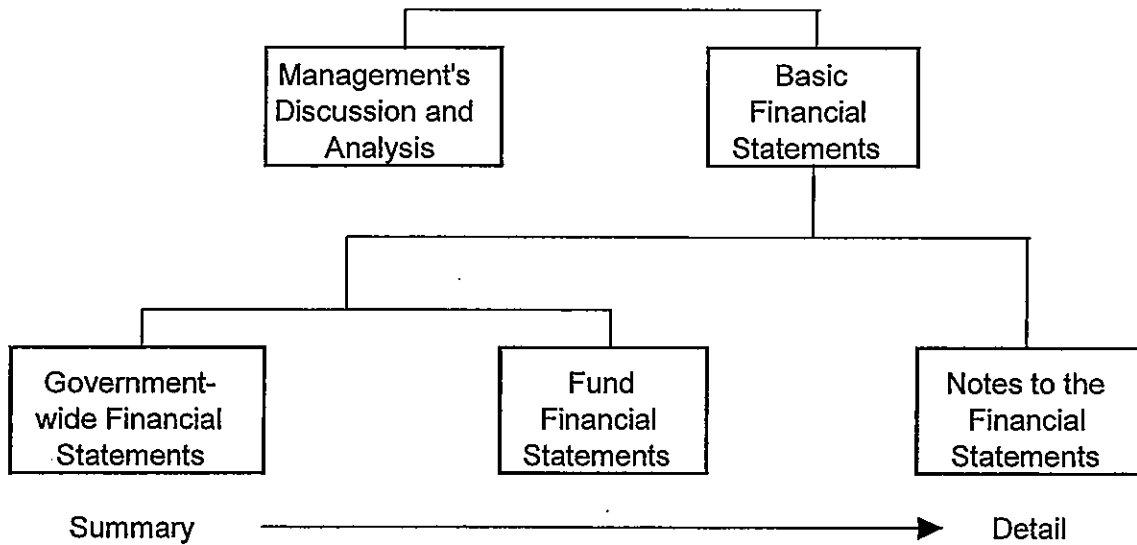 Management's
Discussion and
Analysis
Basic
Financial
Statements
Government-
wide Financial
Statements
Fund
Financial
Statements
Notes to the
Financial
Statements
Summary
Detail